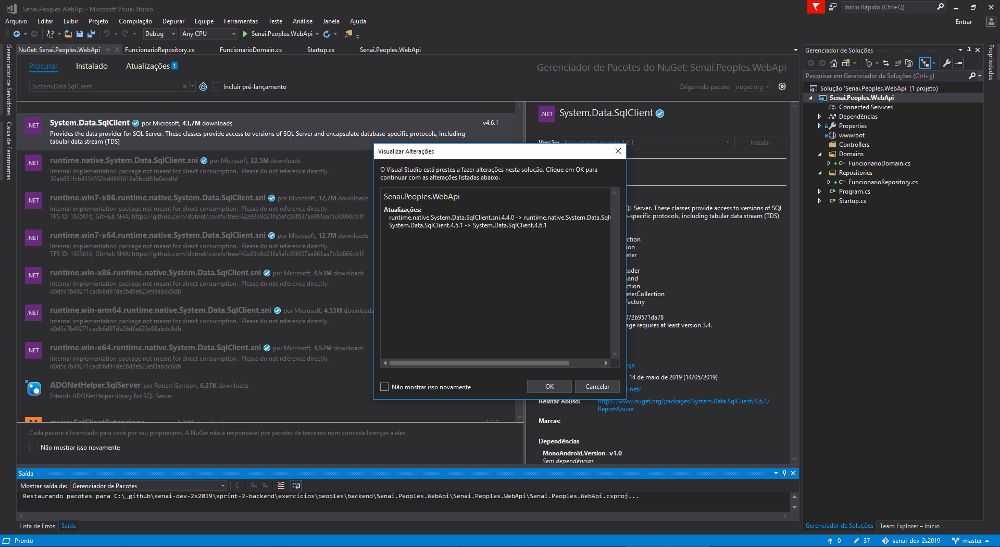 Senai.Peoples.WebApi - Microsoft Visual Studio
Início Rápido (Ctrl+Q)
Arquivo Editar Exibir Projeto Compilação Depurar Equipe Ferramentas Teste Análise Janela Ajuda
Entrar
Debug Any CPU Senai.Peoples.WebApi
Gerenciador de Servidores
Caixa de Ferramentas
NuGet: Senai.Peoples.WebApi FuncionarioRepository.cs FuncionarioDomain.cs Startup.cs Senai.Peoples.WebApi
Procurar Instalado Atualizações 1
Gerenciador de Pacotes do NuGet: Senai.Peoples.WebApi
System.Data.SqlClient
Incluir pré-lançamento
Origem do pacote: nuget.org
.NET
System.Data.SqlClient por Microsoft, 43,7M downloads
v4.6.1
Provides the data provider for SQL Server. These classes provide access to versions of SQL Server and encapsulate database-specific protocols, including
tabular data stream (TDS)
.NET
runtime.native.System.Data.SqlClient.sni por Microsoft, 22,5M downloads
Internal implementation package not meant for direct consumption. Please do not reference directly.
30ab651fcb4354552bd4891619a0bdd81e0ebdbf
.NET
runtime.win7-x86.runtime.native.System.Data.SqlClient.sni por Microsoft, 12,7M downloads
Internal implementation package not meant for direct consumption. Please do not reference directly.
TFS ID: 1635616, GitHub SHA: https://github.com/dotnet/corefx/tree/42a93b8d21fa5afc03f637aa961aa7b3d066cb1f
.NET
runtime.win7-x64.runtime.native.System.Data.SqlClient.sni por Microsoft, 12,7M downloads
Internal implementation package not meant for direct consumption. Please do not reference directly.
TFS ID: 1635616, GitHub SHA: https://github.com/dotnet/corefx/tree/42a93b8d21fa5afc03f637aa961aa7b3d066cb1f
.NET
runtime.win-x86.runtime.native.System.Data.SqlClient.sni por Microsoft, 4,53M downloads
Internal implementation package not meant for direct consumption. Please do not reference directly.
d0d5c7b49271cadb6d97de26d8e623e98abdc8db
.NET
runtime.win-arm64.runtime.native.System.Data.SqlClient.sni por Microsoft, 4,53M downloads
Internal implementation package not meant for direct consumption. Please do not reference directly.
d0d5c7b49271cadb6d97de26d8e623e98abdc8db
.NET
runtime.win-x64.runtime.native.System.Data.SqlClient.sni por Microsoft, 4,52M downloads
Internal implementation package not meant for direct consumption. Please do not reference directly.
d0d5c7b49271cadb6d97de26d8e623e98abdc8db
ADONetHelper.SqlServer por Robert Garrison, 6,27K downloads
Extends ADONetHelper library for SQL Server
Cada pacote é licenciado para você por seu proprietário. A NuGet não é responsável por pacotes de terceiros nem concede licenças a eles.
Não mostrar isso novamente
Visualizar Alterações
O Visual Studio está prestes a fazer alterações nesta solução. Clique em OK para
continuar com as alterações listadas abaixo.
Senai.Peoples.WebApi
Atualizações:
runtime.native.System.Data.SqlClient.sni.4.4.0 -> runtime.native.System.Data.Sql
System.Data.SqlClient.4.5.1 -> System.Data.SqlClient.4.6.1
Não mostrar isso novamente
OK Cancelar
.NET System.Data.SqlClient
Versão: Estável mais recente 4.6.1 Instalar
QL Server. These classes provide access to versions of SQL
e-specific protocols, including tabular data stream (TDS)
ction
ion
eter
eader
hand
ction
eterCollection
Factory
072b9571da78
age requires at least version 3.4.
nça
, 14 de maio de 2019 (14/05/2019)
t.net/
Relatar Abuso: https://www.nuget.org/packages/System.Data.SqlClient/4.6.1/
ReportAbuse
Marcas:
Dependências
MonoAndroid,Version=v1.0
Sem dependências
Gerenciador de Soluções
Pesquisar em Gerenciador de Soluções (Ctrl+ç)
Solução 'Senai.Peoples.WebApi' (1 projeto)
Senai.Peoples.WebApi
Connected Services
Dependências
Properties
wwwroot
Controllers
Domains
C# FuncionarioDomain.cs
Repositories
C# FuncionarioRepository.cs
C# Program.cs
C# Startup.cs
Propriedades
Saída
Mostrar saída de: Gerenciador de Pacotes
Restaurando pacotes para C:\_github\senai-dev-2s2019\sprint-2-backend\exercicios\peoples\backend\Senai.Peoples.WebApi\Senai.Peoples.WebApi\Senai.Peoples.WebApi.csproj...
Lista de Erros Saída
Gerenciador de Soluções Team Explorer – Início
Pronto
0 37 senai-dev-2s2019 master